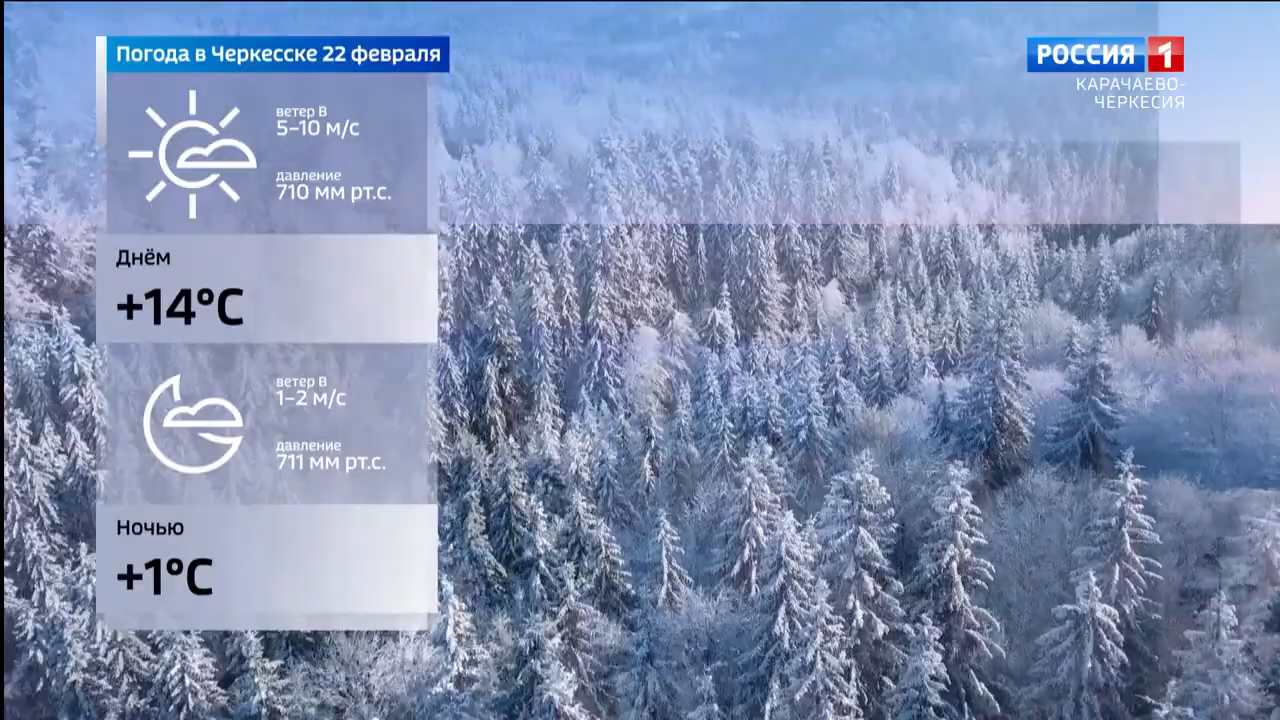 Погода в Черкесске 22 февраля
РОССИЯ 1
КАРАЧАЕВО-
ЧЕРКЕСИЯ
ветер В
5-10 м/с
давление
710 мм рт.с.
Днём
+14°C
ветер В
1-2 м/с
давление
711 мм рт.с.
Ночью
+1°C